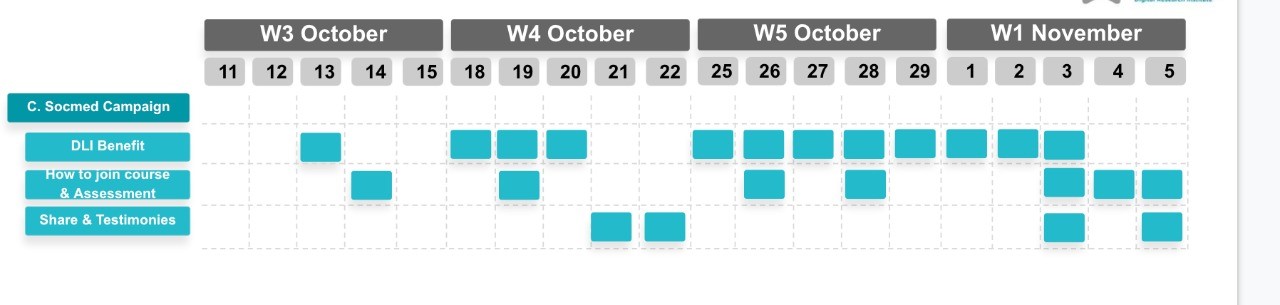 W3 October W4 October W5 October W1 November
11 12 13 14 15 18 19 20 21 22 25 26 27 28 29 1 2 3 4 5
C. Socmed Campaign
DLI Benefit
How to join course
& Assessment
Share & Testimonies